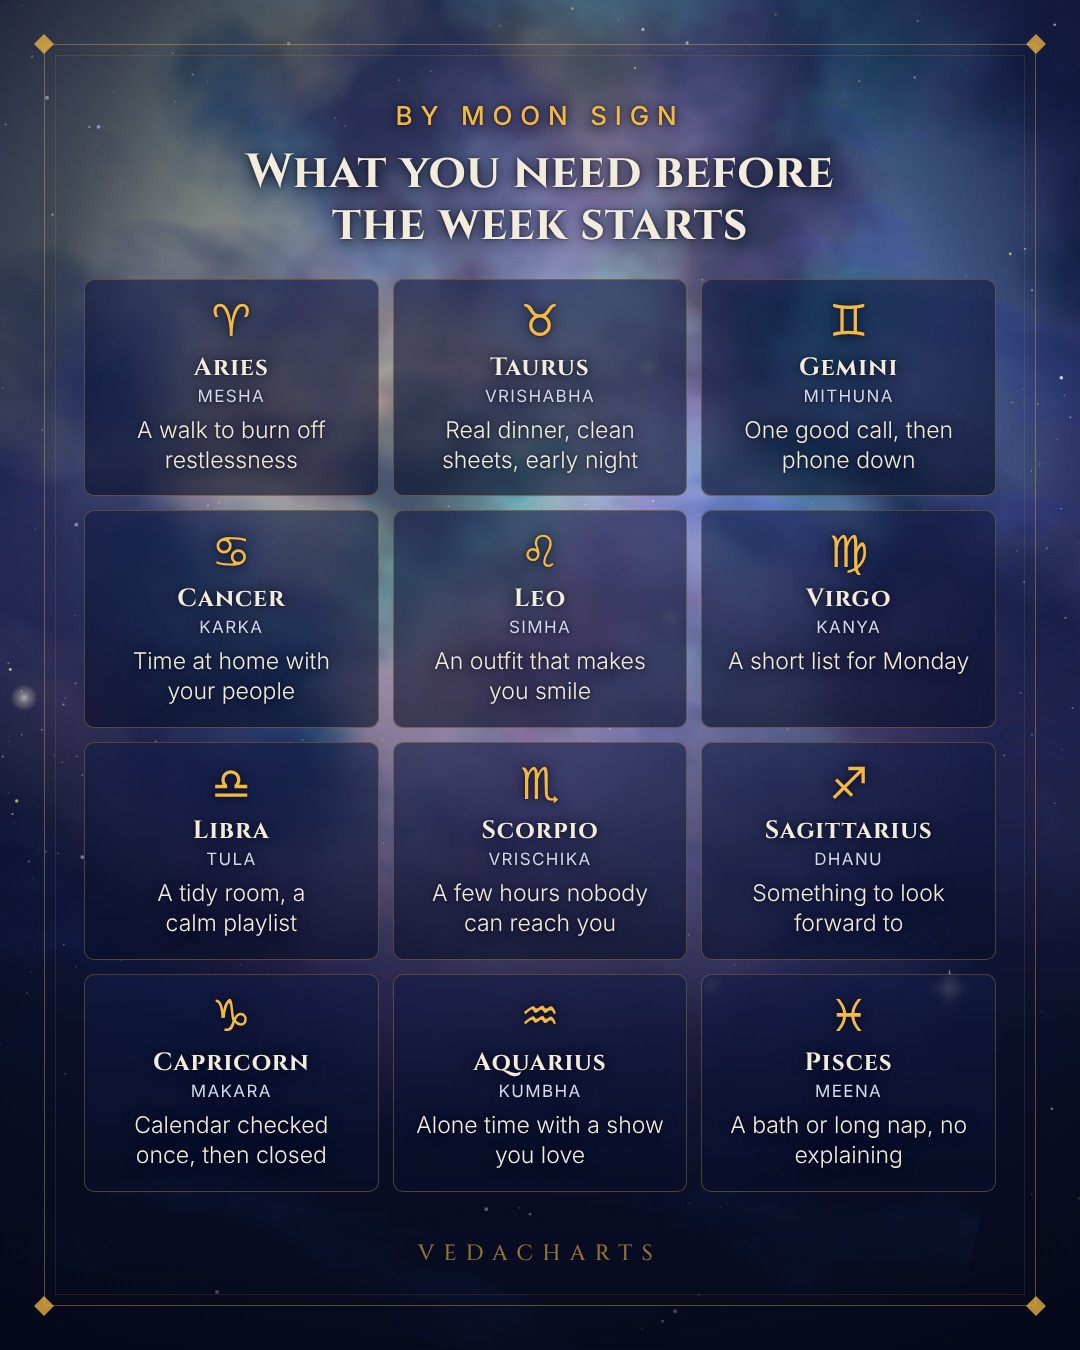 BY MOON SIGN
WHAT YOU NEED BEFORE
THE WEEK STARTS
♈
ARIES
MESHA
A walk to burn off
restlessness
♉
TAURUS
VRISHABHA
Real dinner, clean
sheets, early night
♊
GEMINI
MITHUNA
One good call, then
phone down
♋
CANCER
KARKA
Time at home with
your people
♌
LEO
SIMHA
An outfit that makes
you smile
♍
VIRGO
KANYA
A short list for Monday
♎
LIBRA
TULA
A tidy room, a
calm playlist
♏
SCORPIO
VRISCHIKA
A few hours nobody
can reach you
♐
SAGITTARIUS
DHANU
Something to look
forward to
♑
CAPRICORN
MAKARA
Calendar checked
once, then closed
♒
AQUARIUS
KUMBHA
Alone time with a show
you love
♓
PISCES
MEENA
A bath or long nap, no
explaining
VEDACHARTS